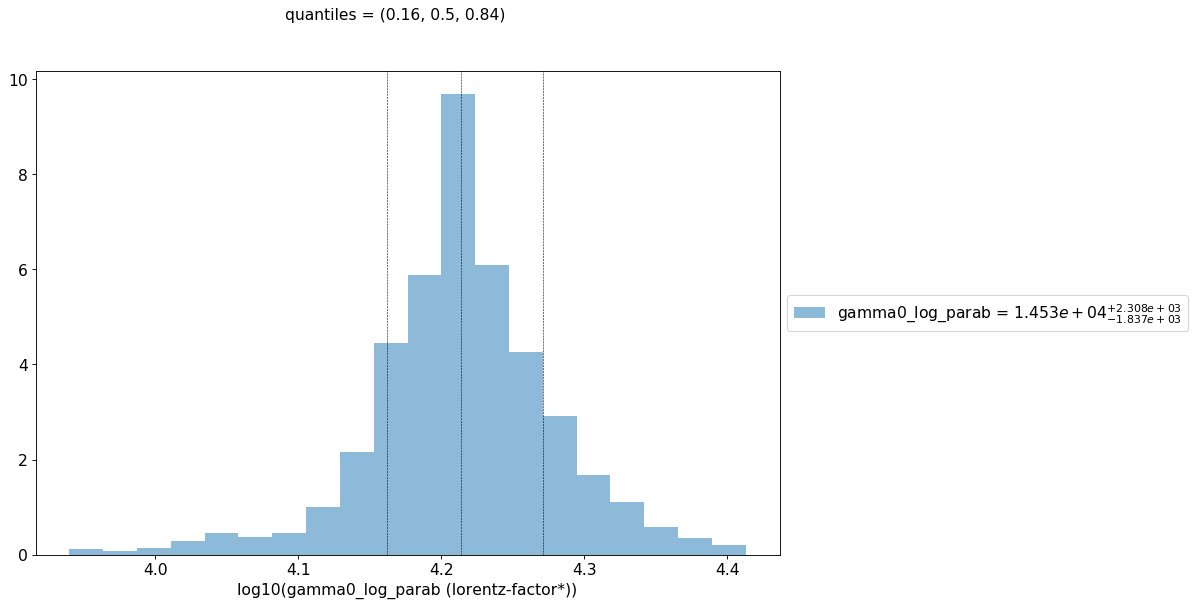 quantiles = (0.16, 0.5, 0.84)
10
8
6
4
2
0
4.0 4.1 4.2 4.3 4.4
log10(gamma0_log_parab (lorentz-factor*))
gamma0_log_parab = 1.453e + 04 +2.308e + 03 −1.837e + 03